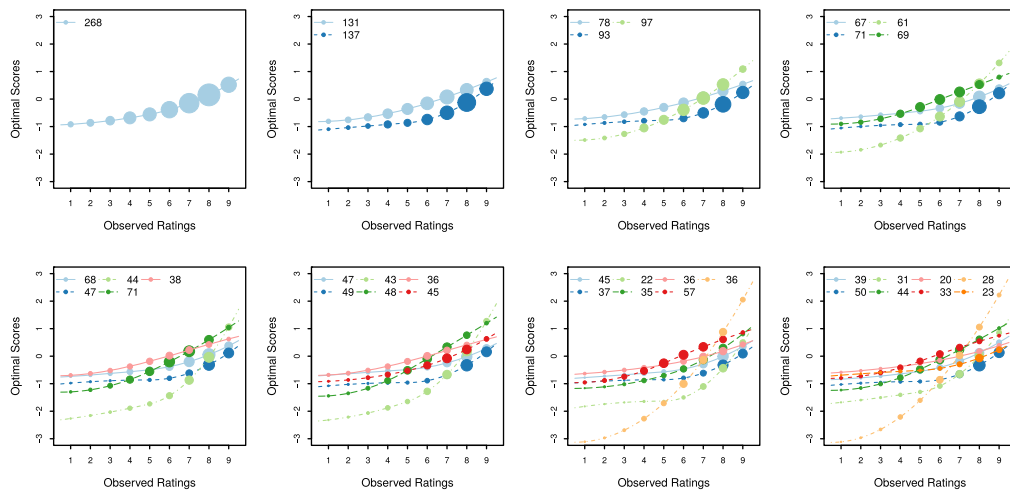 268
3
2
1
0
−1
−2
−3
Optimal Scores
1 2 3 4 5 6 7 8 9
Observed Ratings
131
137
3
2
1
0
−1
−2
−3
Optimal Scores
1 2 3 4 5 6 7 8 9
Observed Ratings
78 97
93
3
2
1
0
−1
−2
−3
Optimal Scores
1 2 3 4 5 6 7 8 9
Observed Ratings
67 61
71 69
3
2
1
0
−1
−2
−3
Optimal Scores
1 2 3 4 5 6 7 8 9
Observed Ratings
68 44 38
47 71
3
2
1
0
−1
−2
−3
Optimal Scores
1 2 3 4 5 6 7 8 9
Observed Ratings
47 43 36
49 48 45
3
2
1
0
−1
−2
−3
Optimal Scores
1 2 3 4 5 6 7 8 9
Observed Ratings
45 22 36 36
37 35 57
3
2
1
0
−1
−2
−3
Optimal Scores
1 2 3 4 5 6 7 8 9
Observed Ratings
39 31 20 28
50 44 33 23
3
2
1
0
−1
−2
−3
Optimal Scores
1 2 3 4 5 6 7 8 9
Observed Ratings